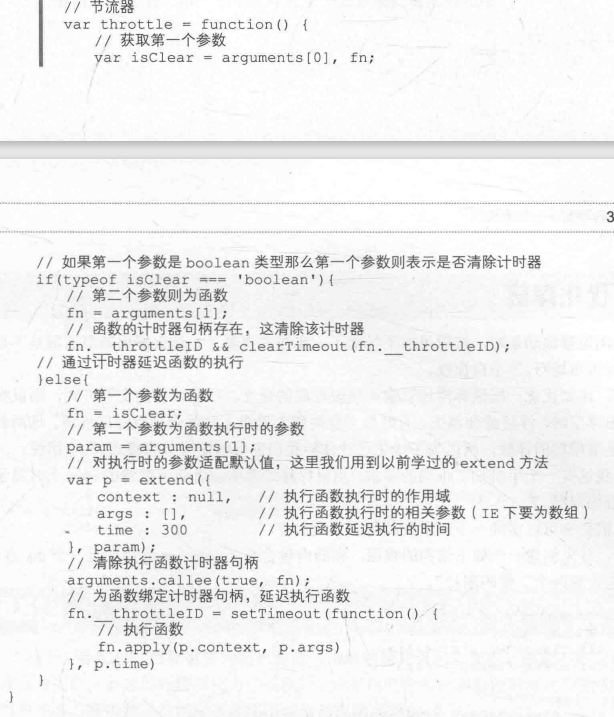 // 节流器
var throttle = function() {
// 获取第一个参数
var isClear = arguments[0], fn;
3
// 如果第一个参数是 boolean 类型那么第一个参数则表示是否清除计时器
if(typeof isClear === 'boolean'){
// 第二个参数则为函数
fn = arguments[1];
// 函数的计时器句柄存在，这清除该计时器
fn.__throttleID && clearTimeout(fn.__throttleID);
// 通过计时器延迟函数的执行
}else{
// 第一个参数为函数
fn = isClear;
// 第二个参数为函数执行时的参数
param = arguments[1];
// 对执行时的参数适配默认值，这里我们用到以前学过的 extend 方法
var p = extend({
context : null, // 执行函数执行时的作用域
args : [], // 执行函数执行时的相关参数（IE 下要为数组）
time : 300 // 执行函数延迟执行的时间
}, param);
// 清除执行函数计时器句柄
arguments.callee(true, fn);
// 为函数绑定计时器句柄，延迟执行函数
fn.__throttleID = setTimeout(function() {
// 执行函数
fn.apply(p.context, p.args)
}, p.time)
}
}